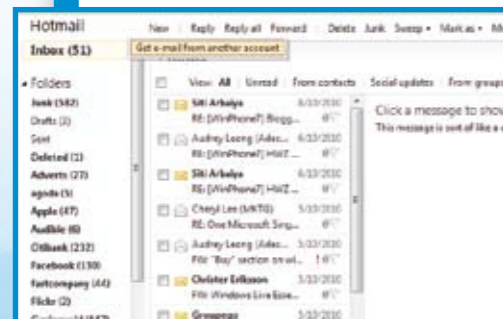 Hotmail
New Reply Reply all Forward Delete Junk Sweep Mark as
Inbox (51)
Get e-mail from another account
Folders
View: All Unread From contacts Social updates From groups
Junk (582)
Drafts (2)
Sent
Deleted (1)
Adverts (27)
agoda (5)
Apple (47)
Audible (6)
Citibank (232)
Facebook (130)
fastcompany (44)
Flickr (2)
Siti Arbaiya
RE: [WinPhone7] Blogg...
Audrey Leong (Adec...
RE: [WinPhone7] HWZ ...
Siti Arbaiya
RE: [WinPhone7] HWZ ...
Cheryl Lee (MKTG)
RE: One Microsoft Sing...
Audrey Leong (Adec...
FW: "Buy" section on wi...
Christer Eriksson
FW: Windows Live Esse...
Groupega
Click a message to show
This message is sort of like a